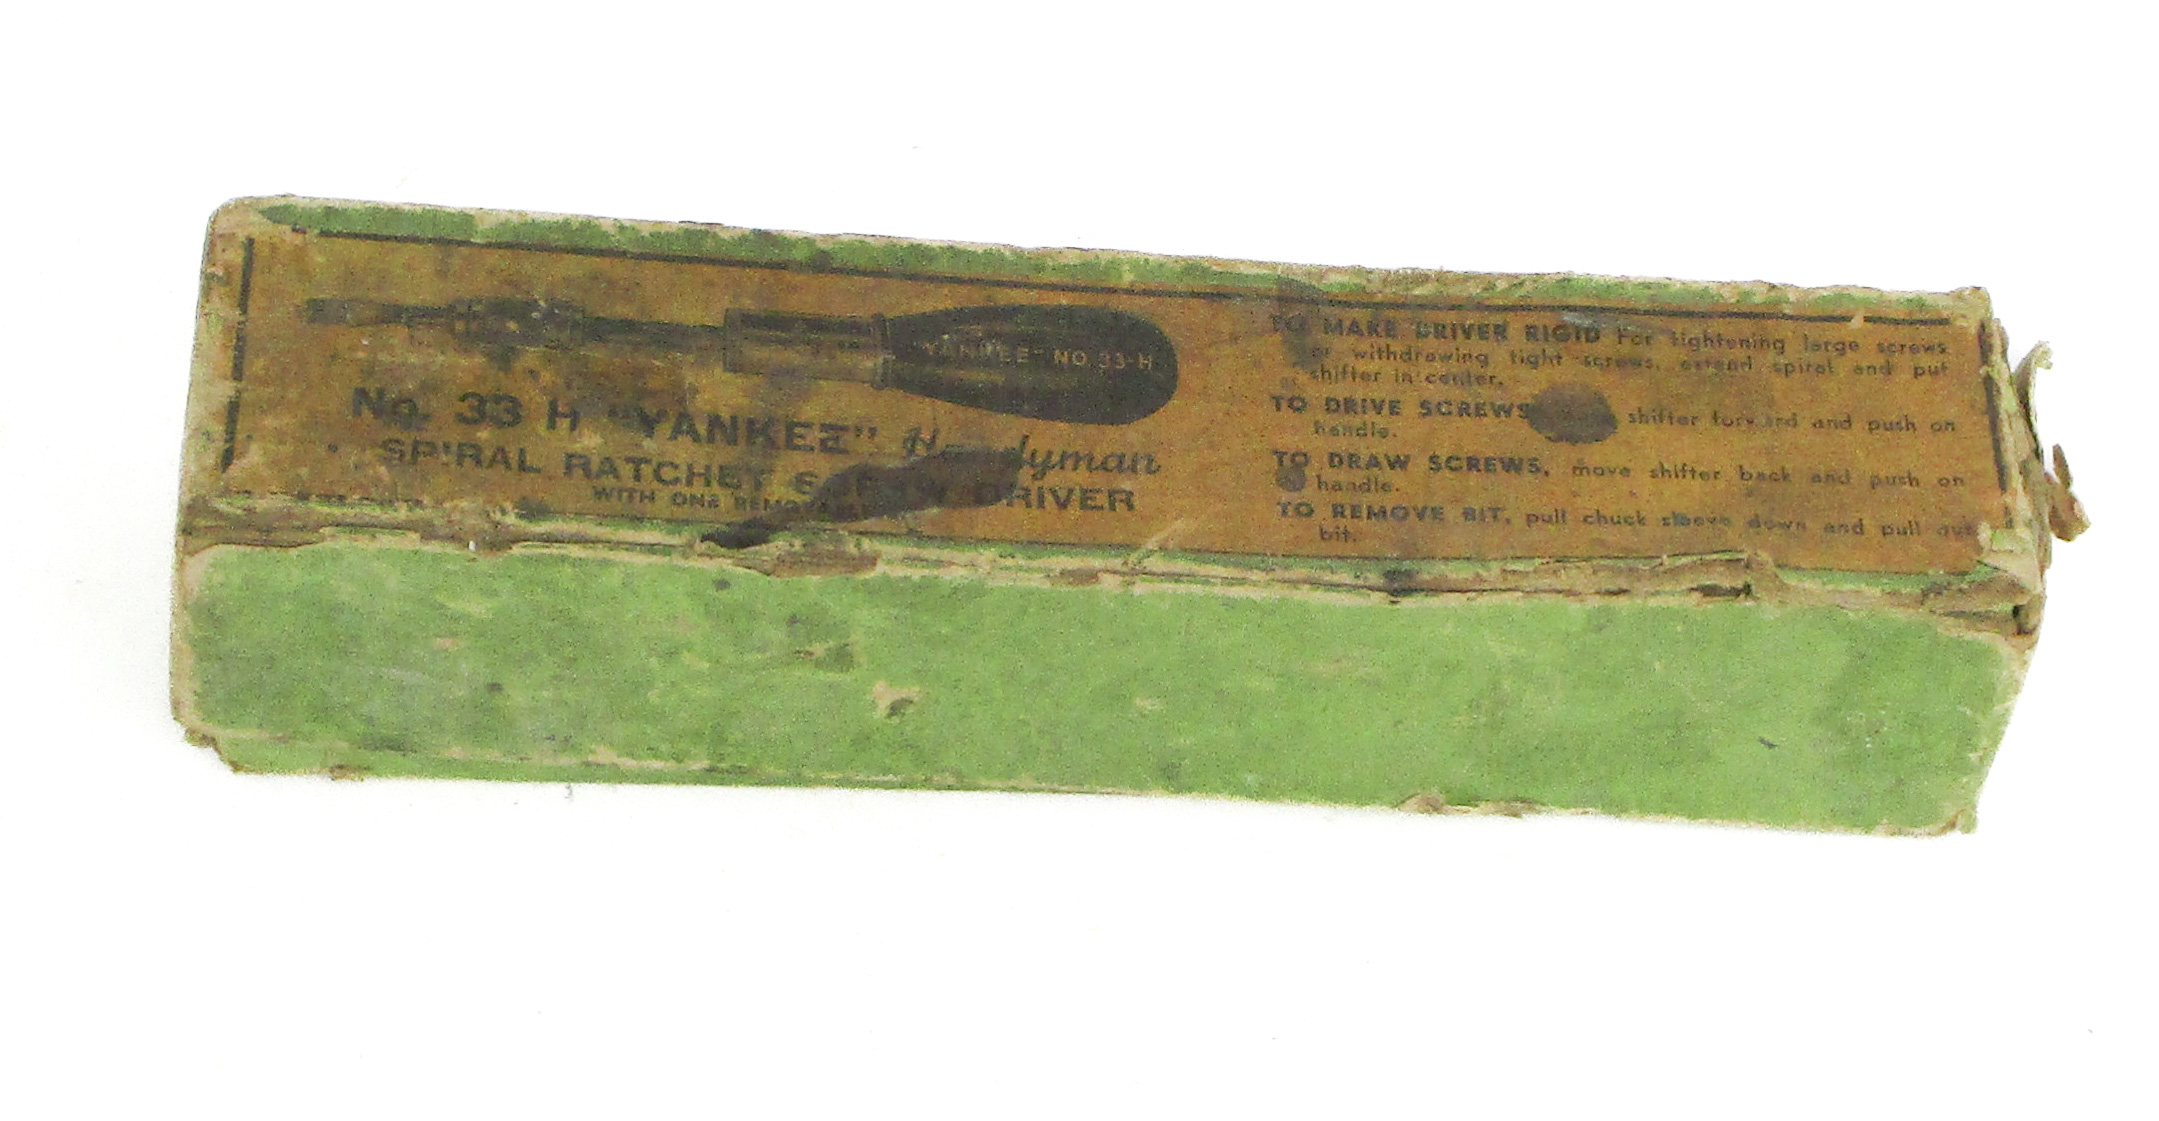 "YANKEE" NO. 33-H
No. 33 H "YANKEE" Handyman
SPIRAL RATCHET SCREW DRIVER
WITH ONE
TO MAKE DRIVER RIGID For tightening large screws
or withdrawing tight screws, extend spiral and put
shifter in center.
TO DRIVE SCREWS shifter forward and push on
handle.
TO DRAW SCREWS, move shifter back and push on
handle.
TO REMOVE BIT, pull chuck sleeve down and pull out
bit.